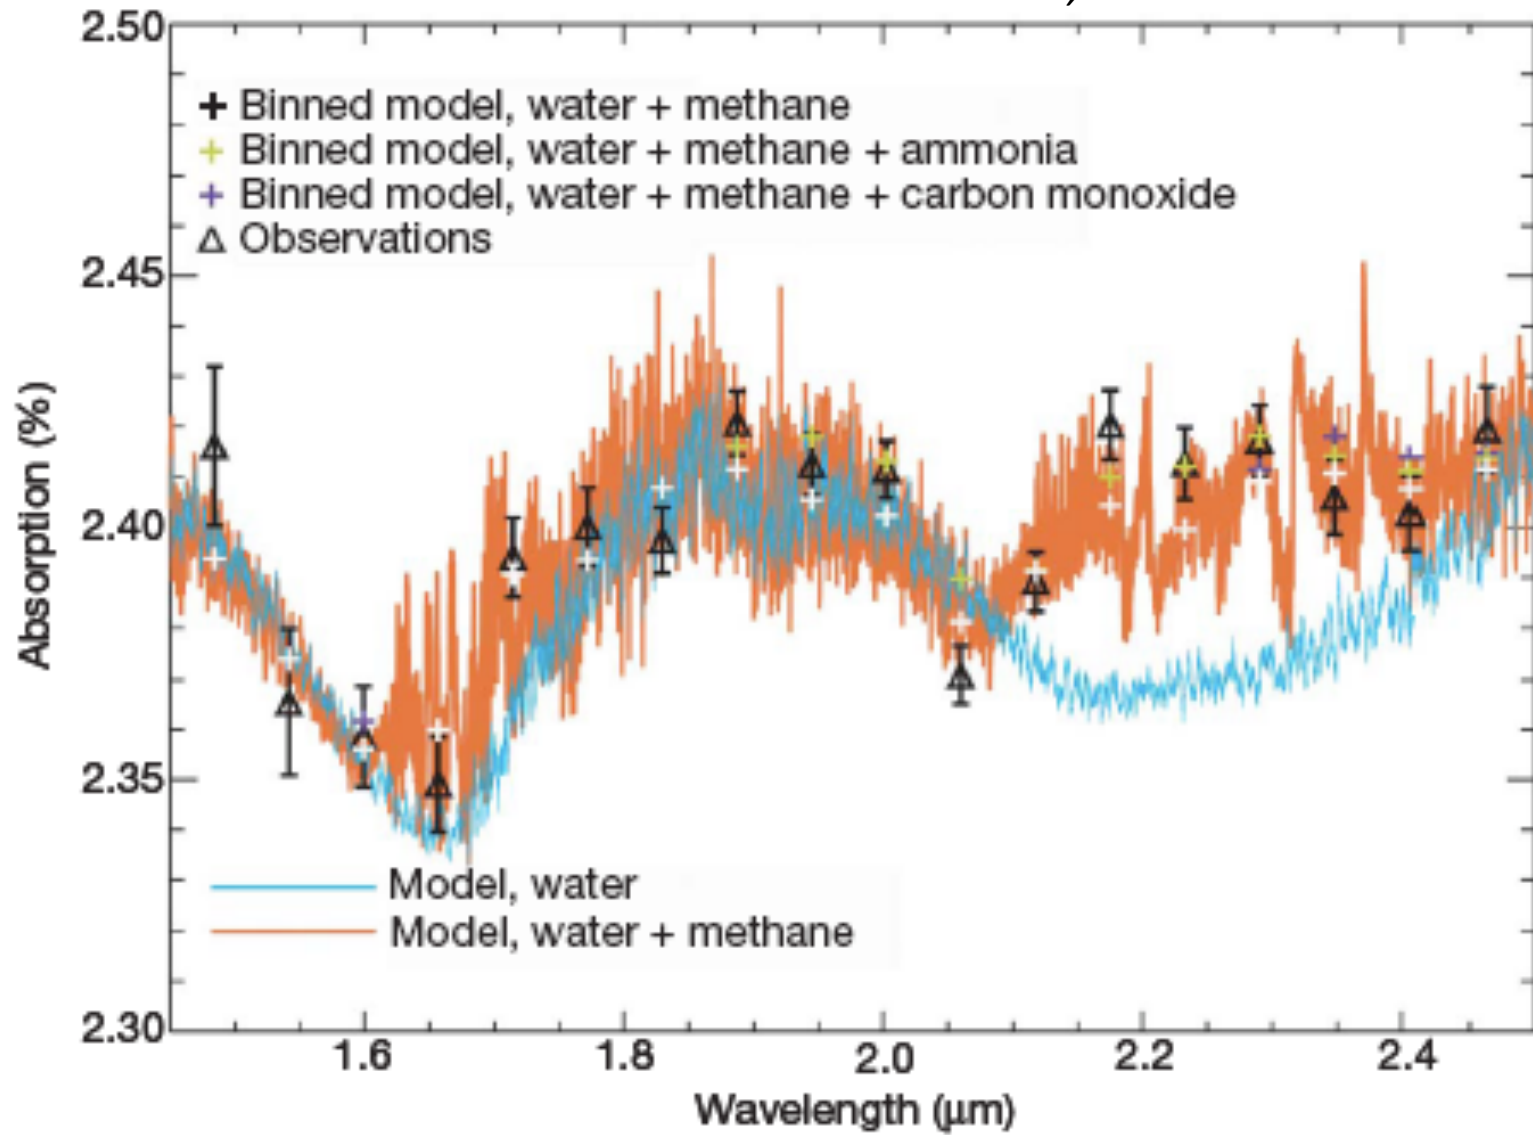 2.50
+ Binned model, water + methane
+ Binned model, water + methane + ammonia
+ Binned model, water + methane + carbon monoxide
△ Observations
2.45
2.40
2.35
2.30
Absorption (%)
Model, water
Model, water + methane
1.6 1.8 2.0 2.2 2.4
Wavelength (μm)